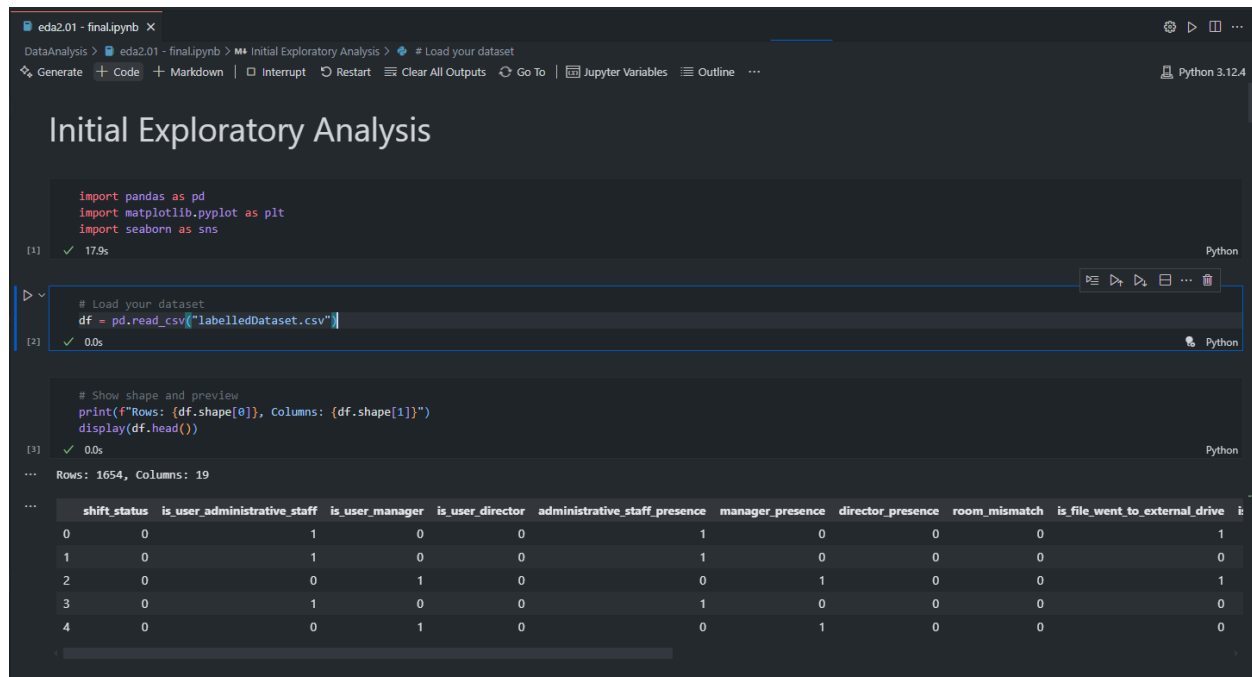 eda2.01 - final.ipynb
DataAnalysis > eda2.01 - final.ipynb > M↓ Initial Exploratory Analysis > # Load your dataset
Generate + Code + Markdown | Interrupt Restart Clear All Outputs Go To | Jupyter Variables Outline ... Python 3.12.4
Initial Exploratory Analysis
import pandas as pd
import matplotlib.pyplot as plt
import seaborn as sns
[1] ✓ 17.9s Python
# Load your dataset
df = pd.read_csv("labelledDataset.csv")
[2] ✓ 0.0s Python
# Show shape and preview
print(f"Rows: {df.shape[0]}, Columns: {df.shape[1]}")
display(df.head())
[3] ✓ 0.0s Python
... Rows: 1654, Columns: 19
... shift_status is_user_administrative_staff is_user_manager is_user_director administrative_staff_presence manager_presence director_presence room_mismatch is_file_went_to_external_drive
0 0 1 0 0 1 0 0 0 1
1 0 1 0 0 1 0 0 0 0
2 0 0 1 0 0 1 0 0 1
3 0 1 0 0 1 0 0 0 0
4 0 0 1 0 0 1 0 0 0